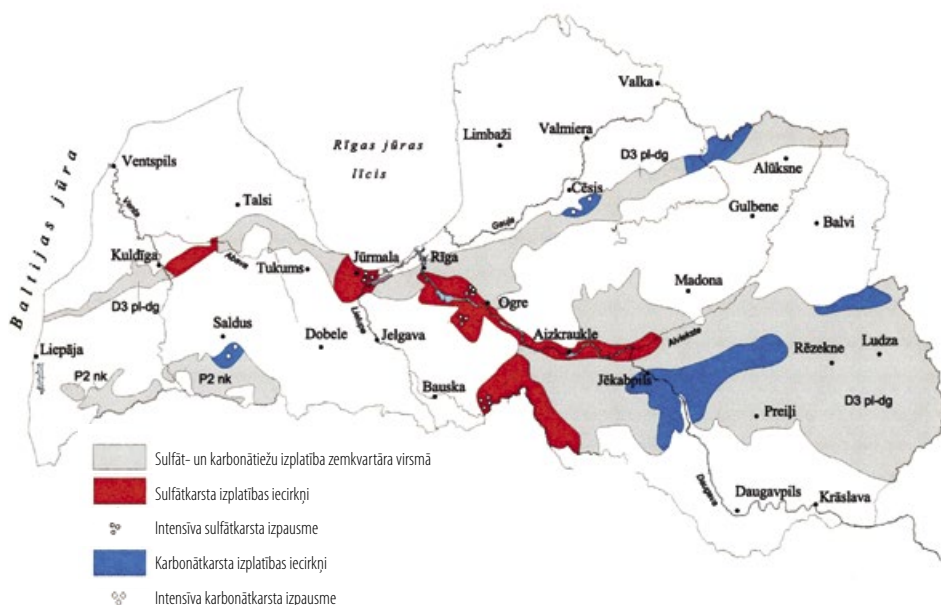 Valka
Limbaži
Valmiera
Rīgas jūras
līcis
D3 pl-dg
Alūksne
Ventspils
Cēsis
Baltijas jūra
Venta
Talsi
Gauja
Gulbene
Balvi
Kuldīga
Abava
Tukums
Jūrmala
Rīga
Madona
D3 pl-dg
Ogre
Saldus
Dobele
Lielupe
Jelgava
Aizkraukle
Aiviekste
Rēzekne
Ludza
Liepāja
P2 nk
P2 nk
Bauska
Jēkabpils
Preiļi
D3 pl-dg
Sulfāt- un karbonātiežu izplatība zemkvartāra virsmā
Sulfātkarsta izplatības iecirkņi
Intensīva sulfātkarsta izpausme
Karbonātkarsta izplatības iecirkņi
Intensīva karbonātkarsta izpausme
Daugava
Daugavpils
Krāslava